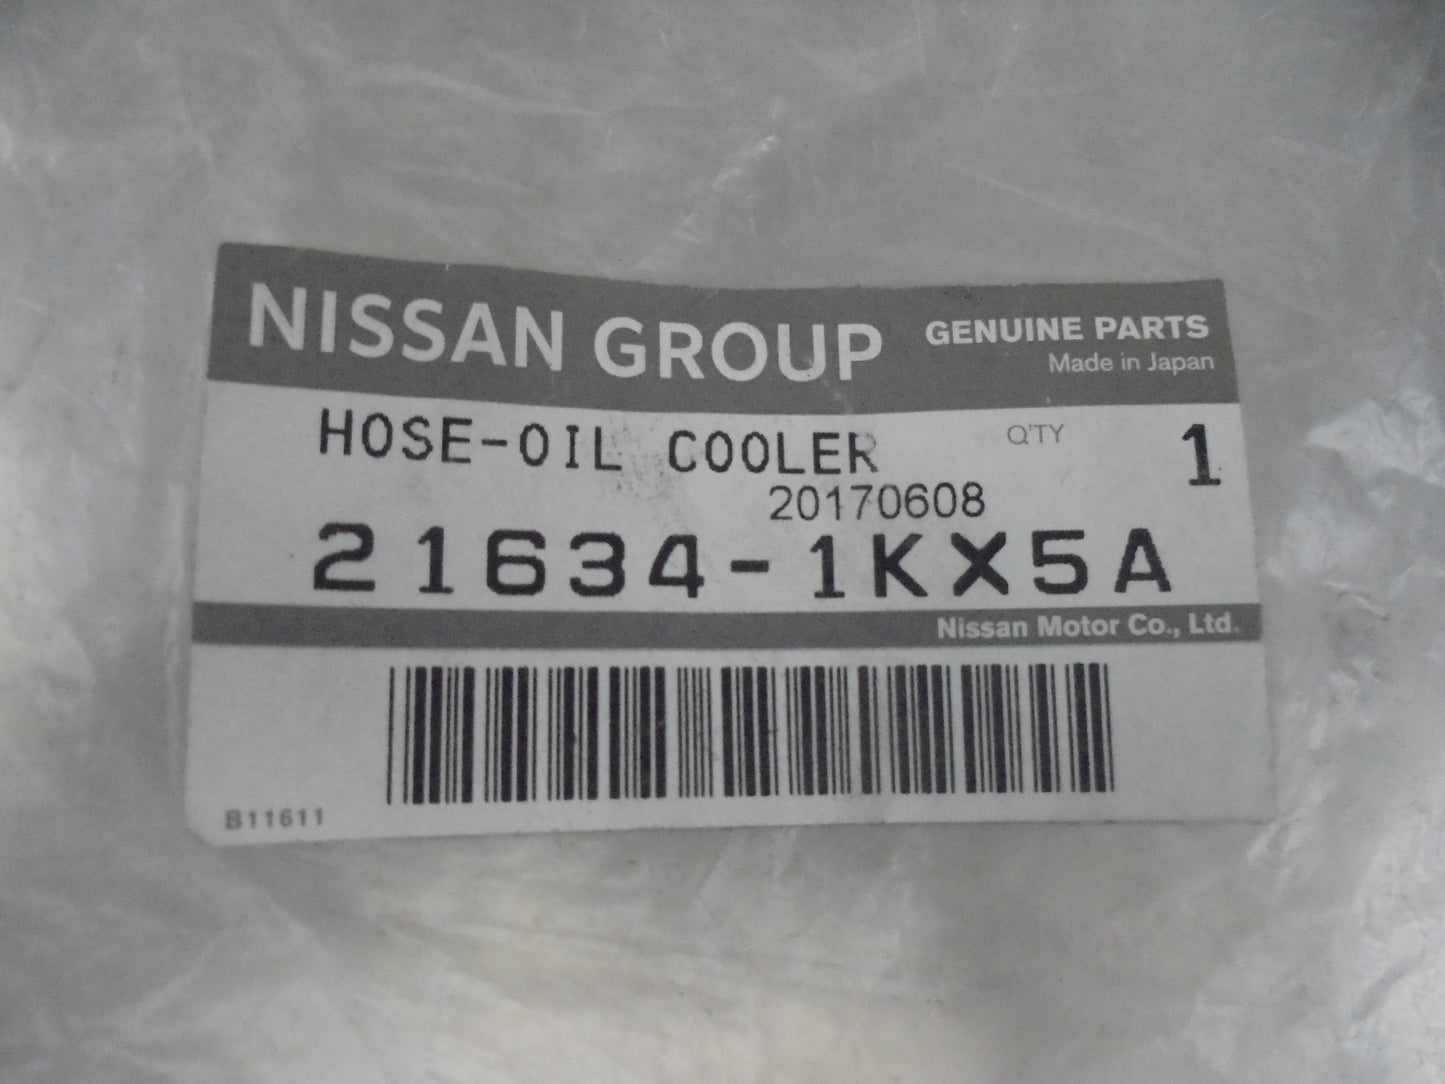 NISSAN GROUP GENUINE PARTS
Made in Japan
HOSE-OIL COOLER Q'TY 1
20170608
21634-1KX5A
Nissan Motor Co., Ltd.
B11611